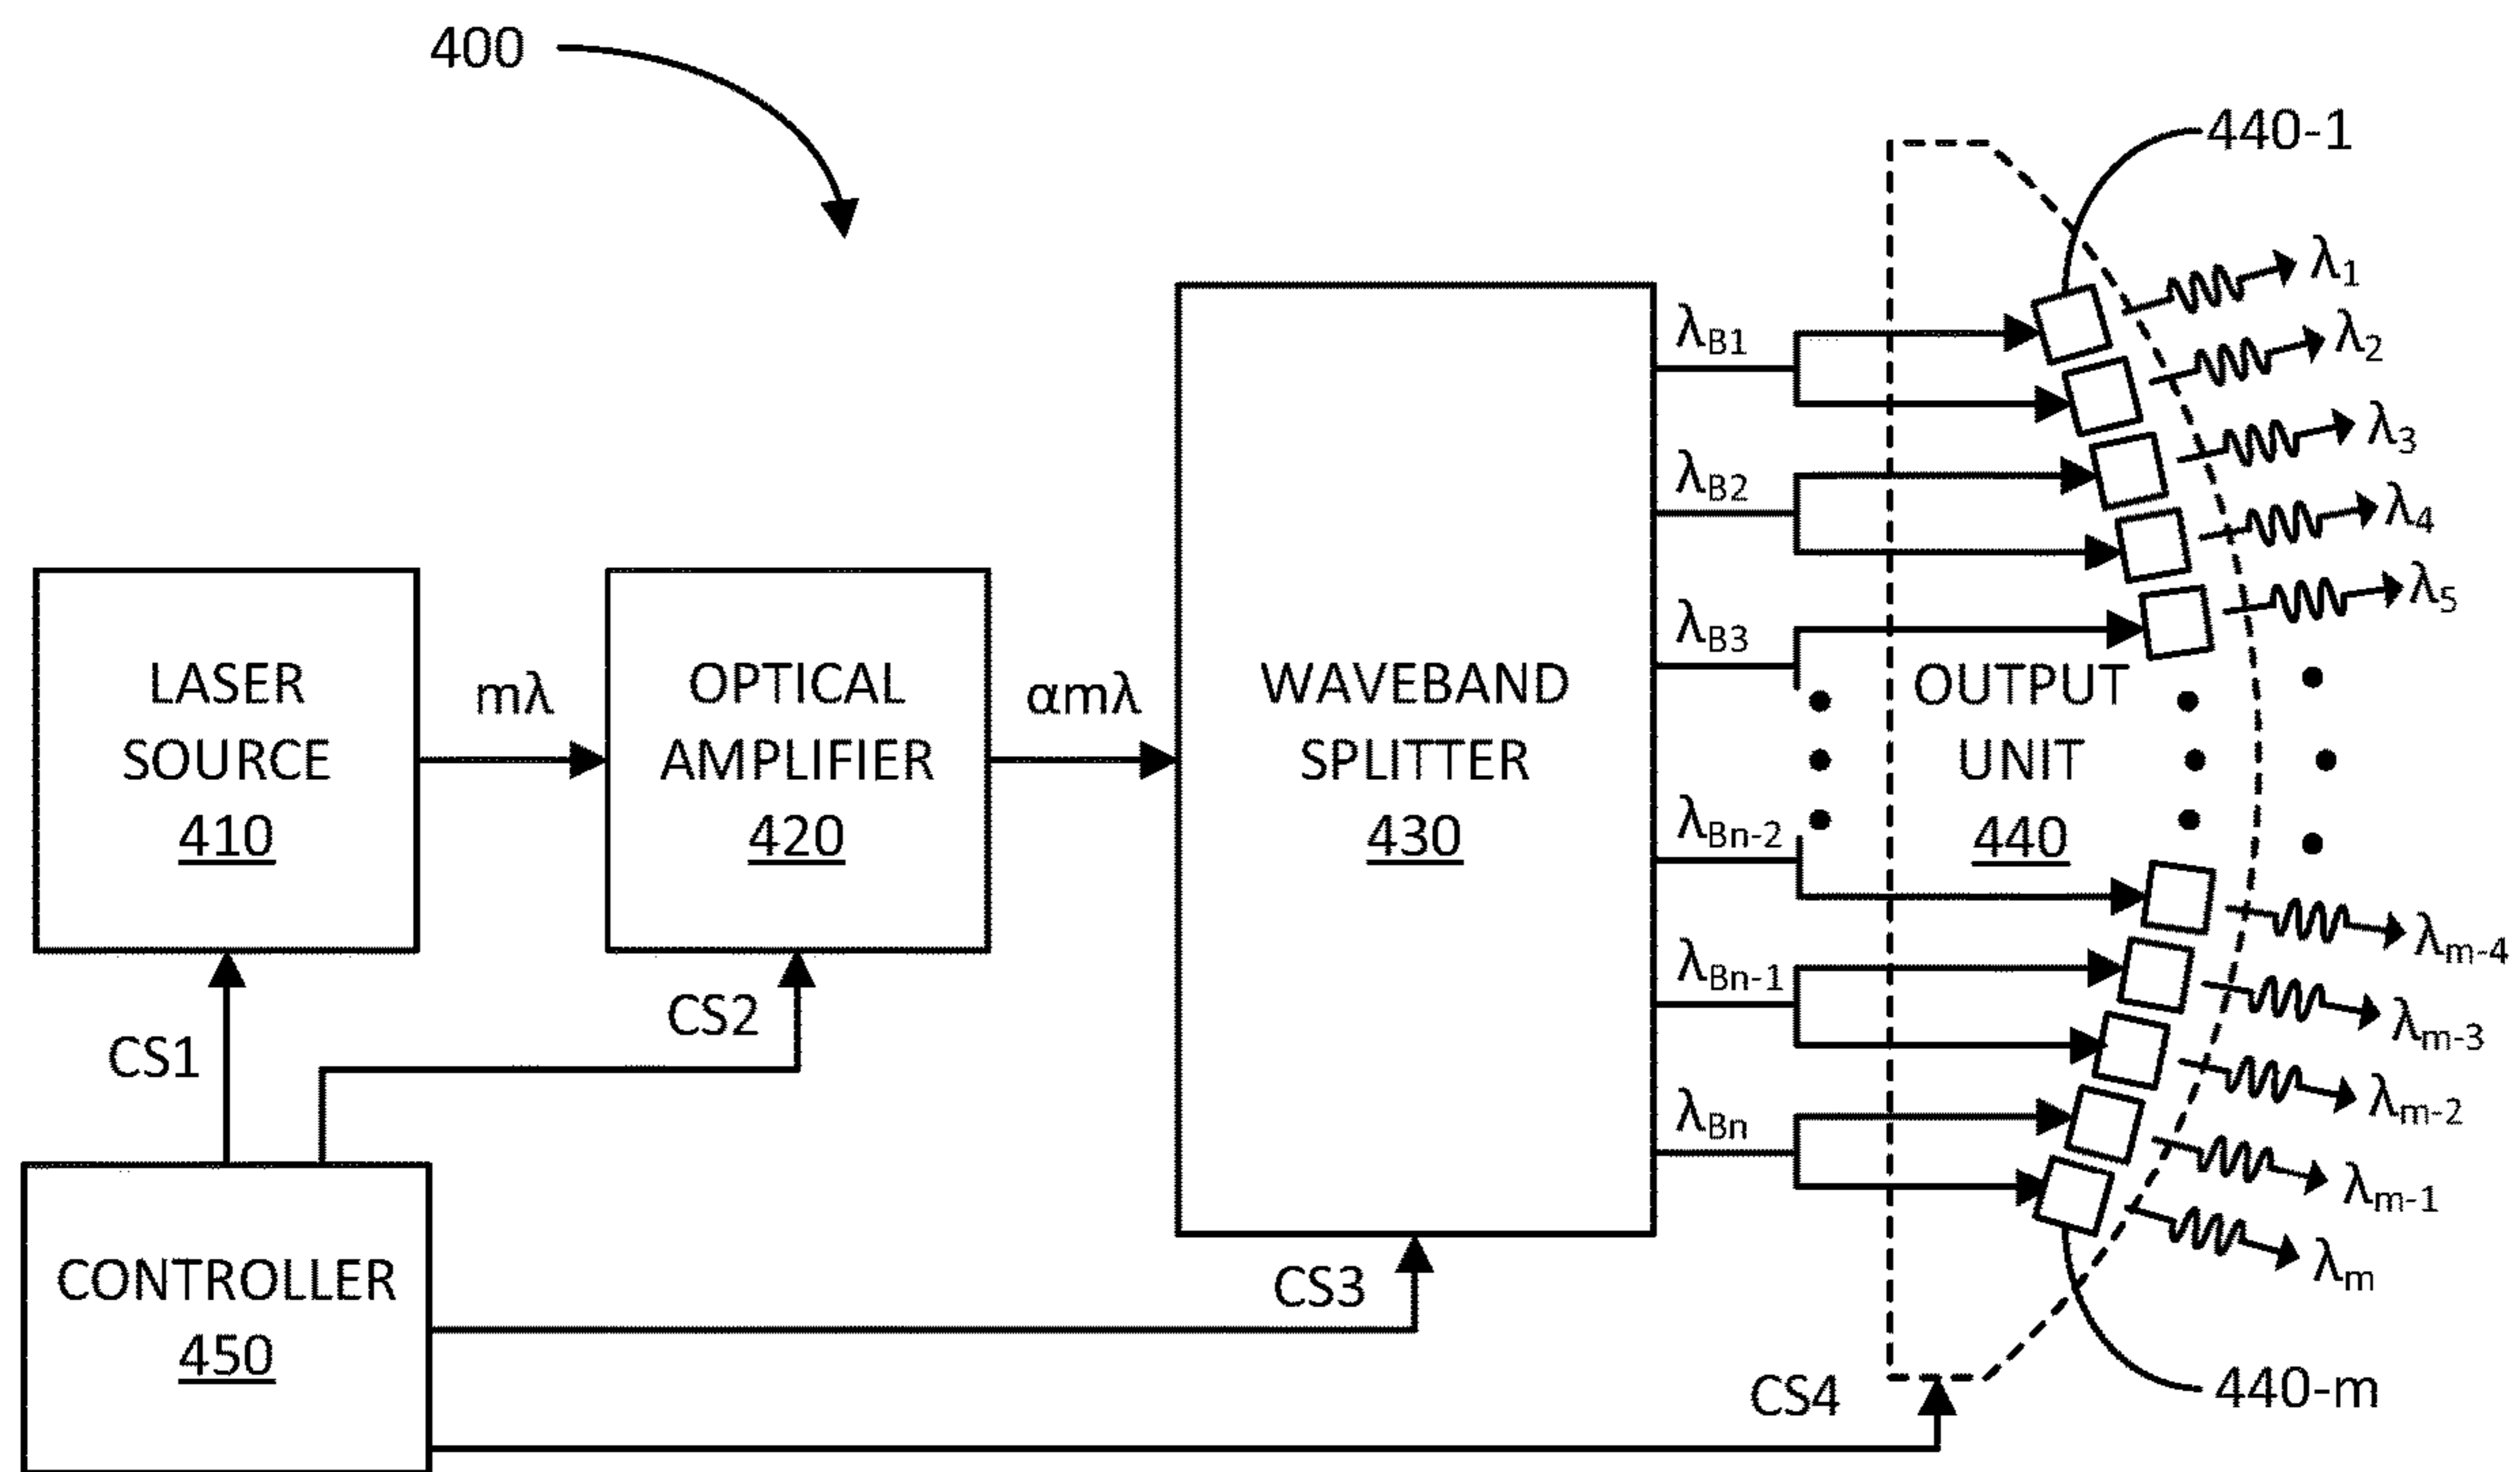 400
440-1
λ1
λ2
λ3
λ4
λ5
λB1
λB2
λB3
LASER
SOURCE
410
mλ
OPTICAL
AMPLIFIER
420
αmλ
WAVEBAND
SPLITTER
430
OUTPUT
UNIT
440
λBn-2
λBn-1
λBn
λm-4
λm-3
λm-2
λm-1
λm
CS1
CS2
CONTROLLER
450
CS3
CS4
440-m